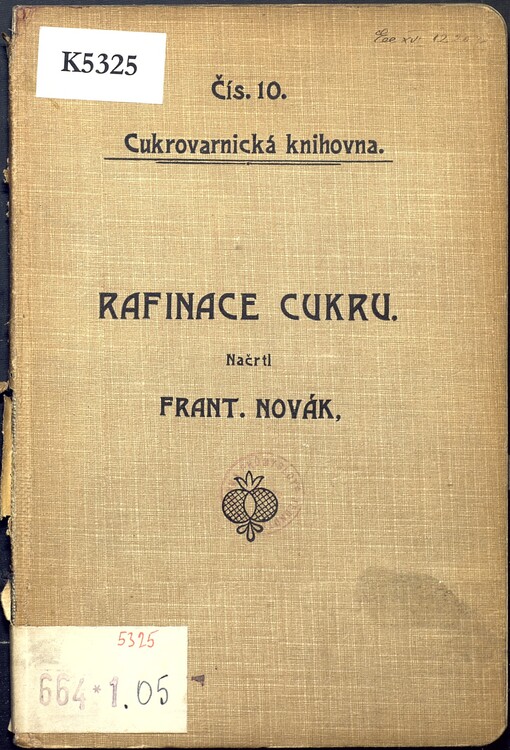 K5325
Čís. 10.
Cukrovarnická knihovna.
RAFINACE CUKRU.
Načrtl
FRANT. NOVÁK,
5325
664*1.05